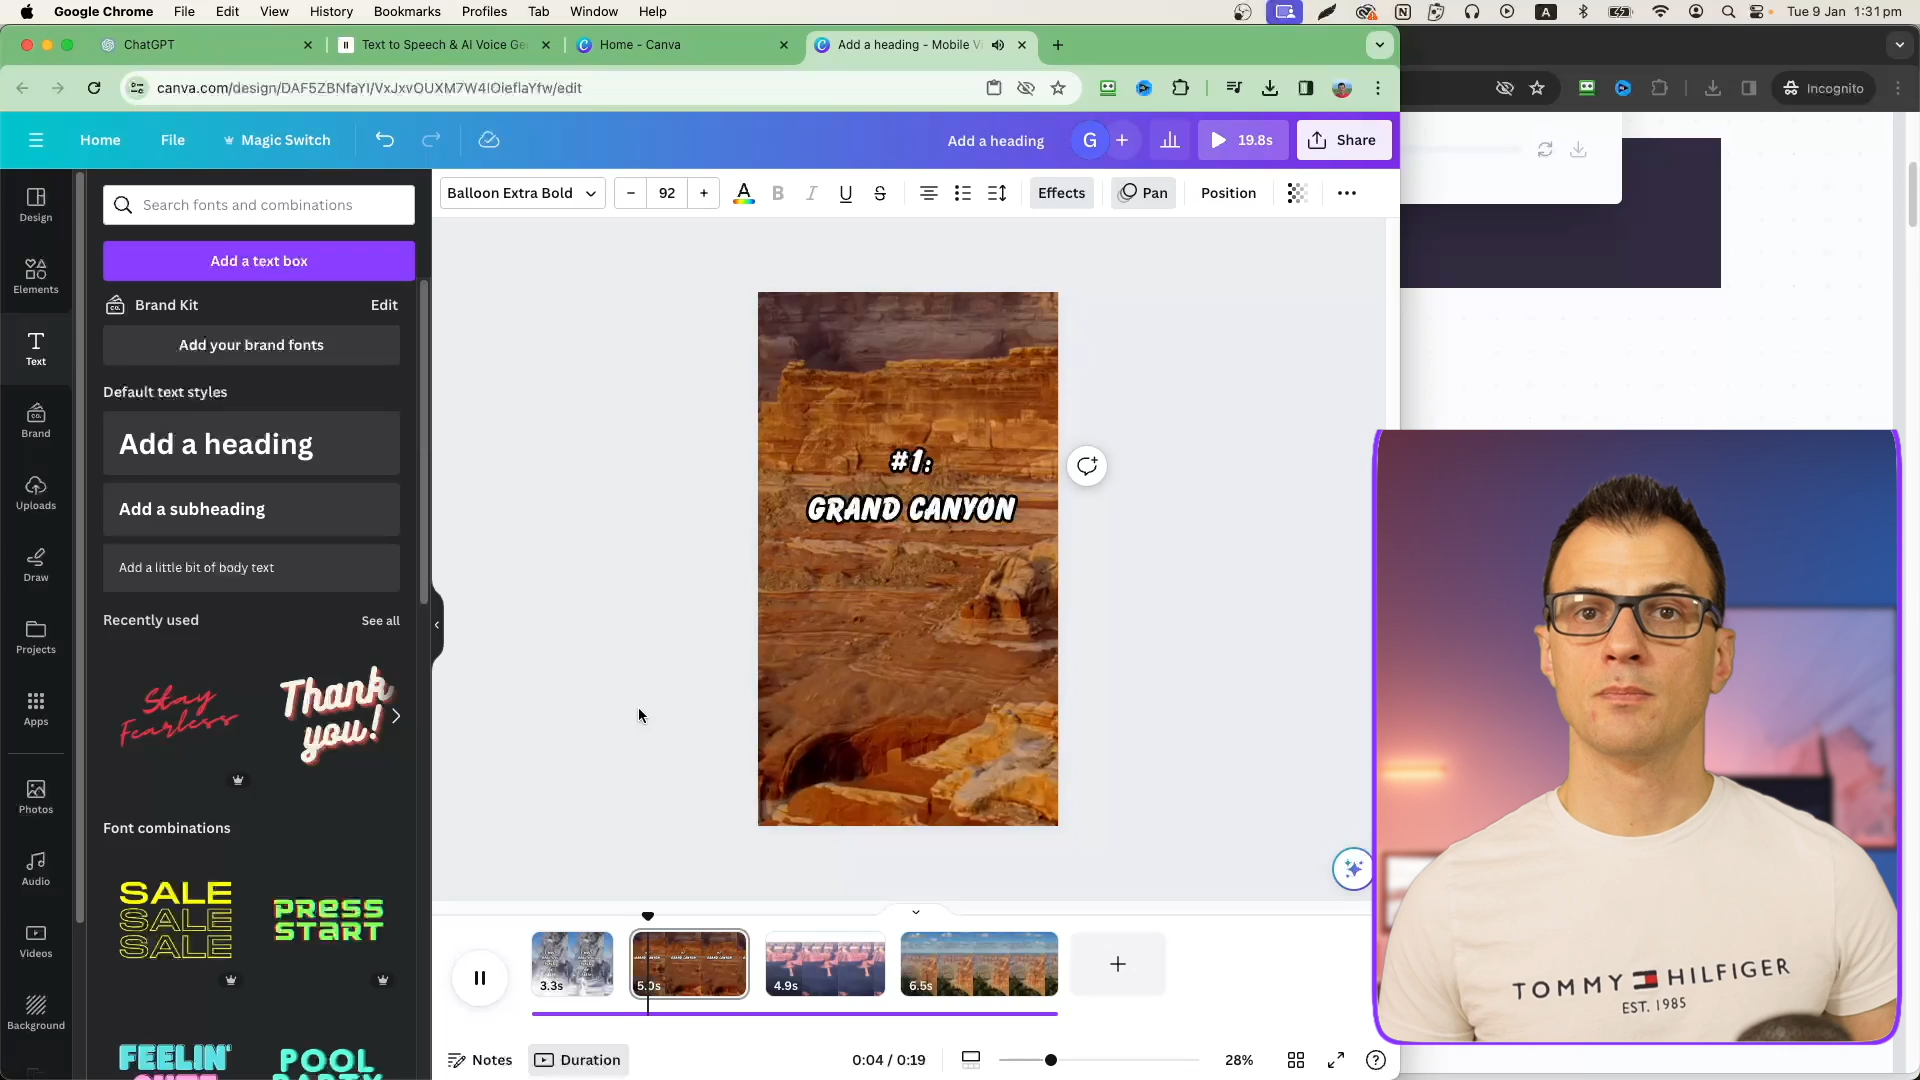 Google Chrome File Edit View History Bookmarks Profiles Tab Window Help
A Tue 9 Jan 1:31 pm
ChatGPT
Text to Speech & AI Voice Ge
Home - Canva
Add a heading - Mobile Vi
canva.com/design/DAF5ZBNfaYI/VxJxvOUXM7W4IOleflaYfw/edit
Incognito
Home File Magic Switch
Add a heading
G
19.8s
Share
Balloon Extra Bold
92
A B I U S
Effects
Pan
Position
Design
Elements
Text
Brand
Uploads
Draw
Projects
Apps
Photos
Audio
Videos
Background
Search fonts and combinations
Add a text box
Brand Kit
Edit
Add your brand fonts
Default text styles
Add a heading
Add a subheading
Add a little bit of body text
Recently used
See all
Stay
Fearless
Thank
you!
Font combinations
SALE
SALE
SALE
PRESS
START
FEELIN'
POOL
#1:
GRAND CANYON
3.3s
5.0s
4.9s
6.5s
Notes
Duration
0:04 / 0:19
28%
TOMMY HILFIGER
EST. 1985